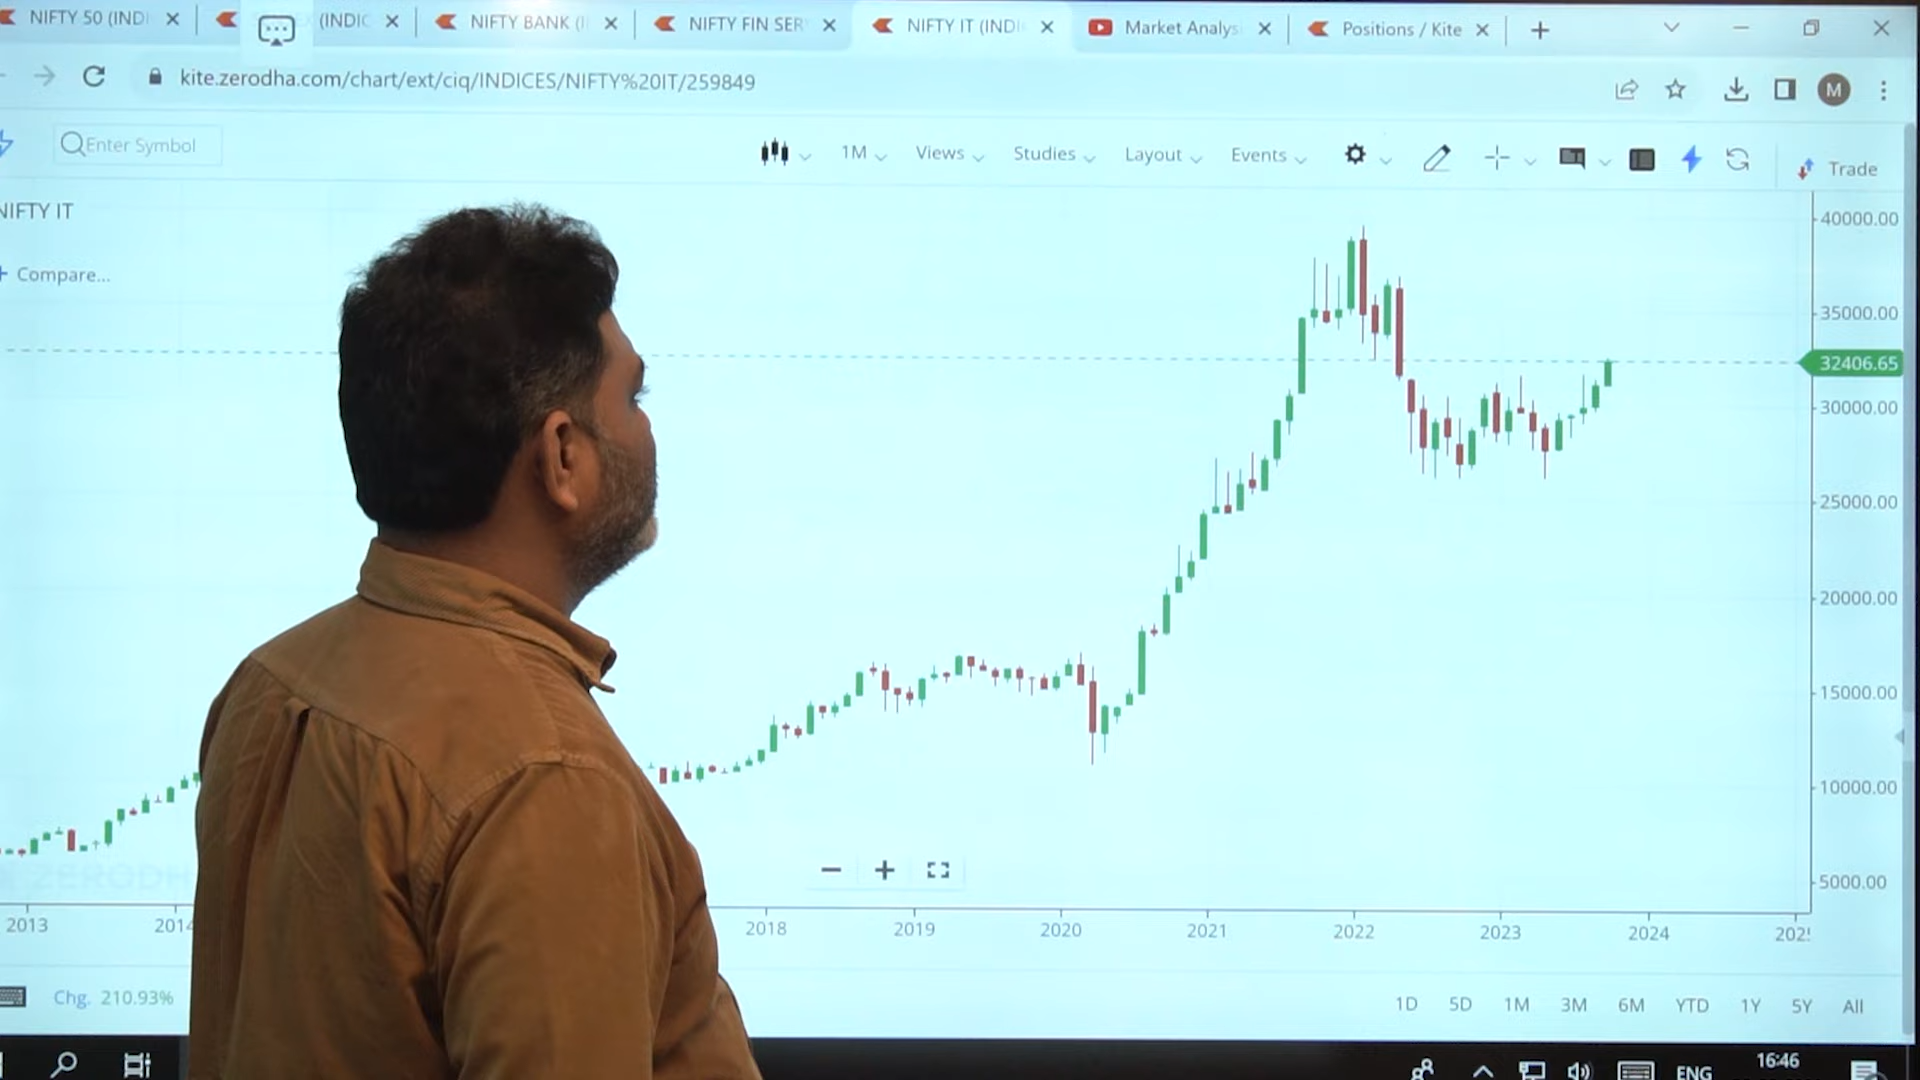 NIFTY 50 (INDI
(INDIC
NIFTY BANK (I
NIFTY FIN SER
NIFTY IT (INDI
Market Analys
Positions / Kite
kite.zerodha.com/chart/ext/ciq/INDICES/NIFTY%20IT/259849
M
Enter Symbol
1M
Views
Studies
Layout
Events
Trade
NIFTY IT
+ Compare...
40000.00
35000.00
32406.65
30000.00
25000.00
20000.00
15000.00
10000.00
5000.00
ZERODH
2013
2014
2018
2019
2020
2021
2022
2023
2024
202
Chg. 210.93%
1D
5D
1M
3M
6M
YTD
1Y
5Y
All
ENG
16:46